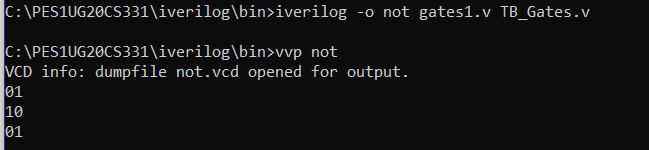 C:\PES1UG20CS331\iverilog\bin>iverilog -o not gates1.v TB_Gates.v
C:\PES1UG20CS331\iverilog\bin>vvp not
VCD info: dumpfile not.vcd opened for output.
01
10
01